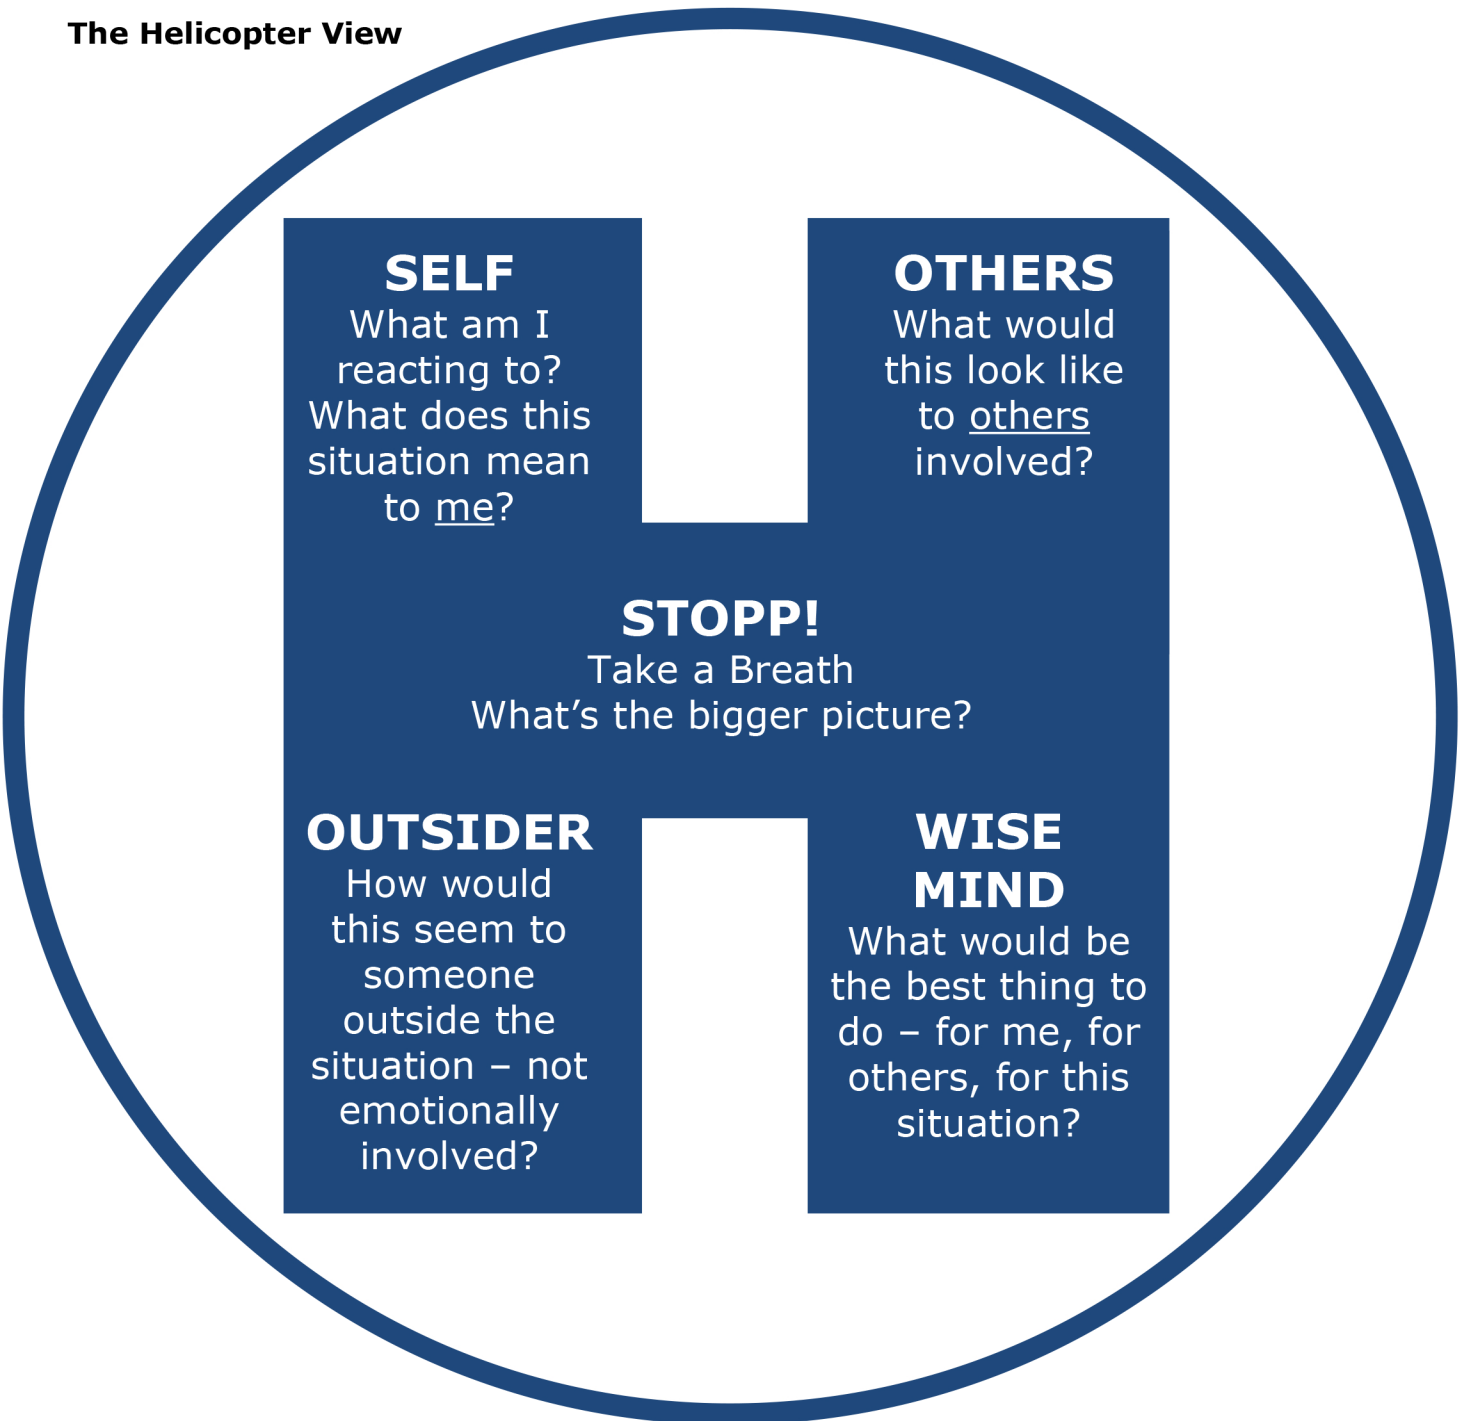 The Helicopter View
SELF
What am I
reacting to?
What does this
situation mean
to me?
OTHERS
What would
this look like
to others
involved?
STOPP!
Take a Breath
What’s the bigger picture?
OUTSIDER
How would
this seem to
someone
outside the
situation – not
emotionally
involved?
WISE
MIND
What would be
the best thing to
do – for me, for
others, for this
situation?